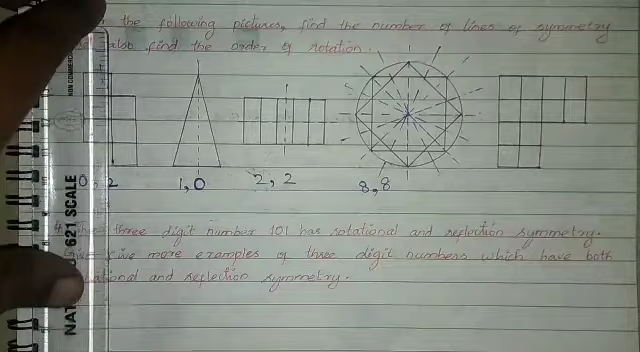 the following pictures, find the number of lines of symmetry
also find the order of rotation.
0, 2
1, 0
2, 2
8, 8
three digit number 101 has rotational and reflection symmetry.
Give more examples of three digit numbers which have both
and reflection symmetry.
621 SCALE